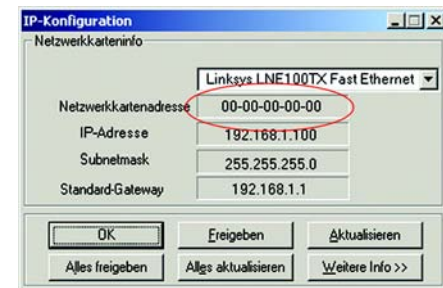 IP-Konfiguration
Netzwerkkarteninfo
Linksys LNE100TX Fast Ethernet
Netzwerkkartenadresse 00-00-00-00-00
IP-Adresse 192.168.1.100
Subnetmask 255.255.255.0
Standard-Gateway 192.168.1.1
OK Freigeben Aktualisieren
Alles freigeben Alles aktualisieren Weitere Info >>